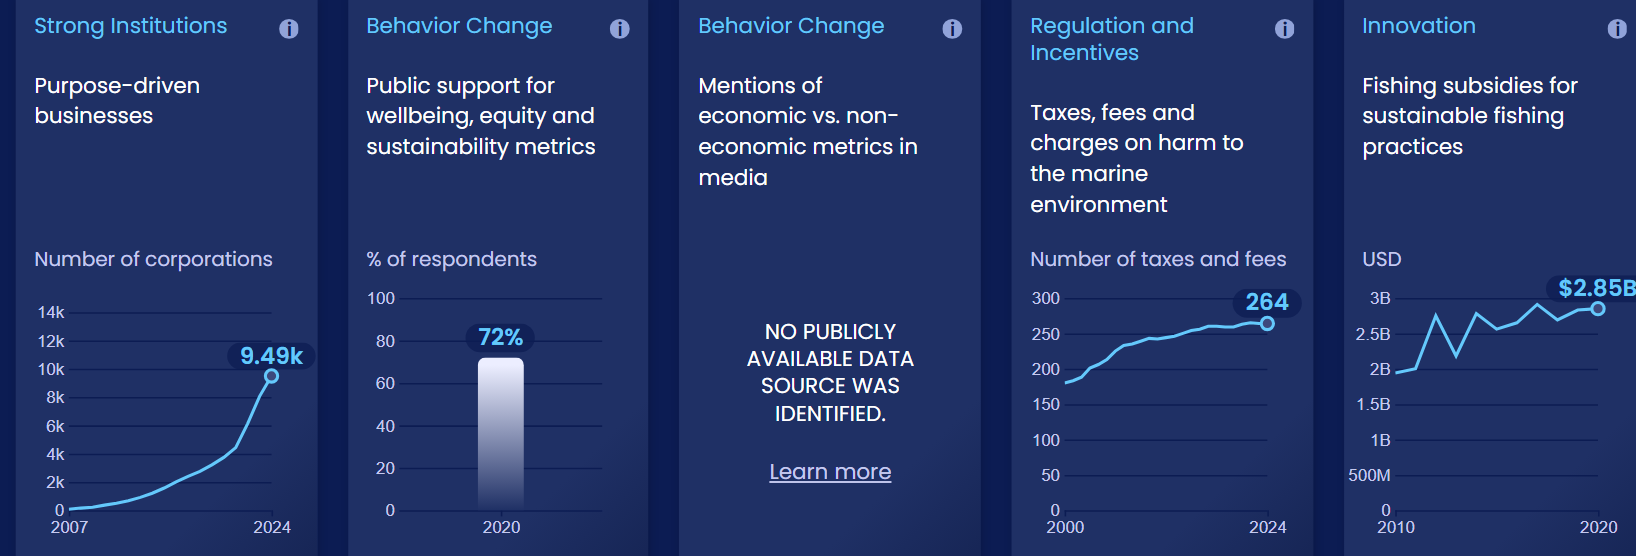 Strong Institutions
Purpose-driven
businesses
Number of corporations
14k
12k
10k
8k
6k
4k
2k
0
9.49k
2007
2024
Behavior Change
Public support for
wellbeing, equity and
sustainability metrics
% of respondents
100
80
60
40
20
0
72%
2020
Behavior Change
Mentions of
economic vs. non-
economic metrics in
media
NO PUBLICLY
AVAILABLE DATA
SOURCE WAS
IDENTIFIED.
Learn more
Regulation and
Incentives
Taxes, fees and
charges on harm to
the marine
environment
Number of taxes and fees
300
250
200
150
100
50
0
264
2000
2024
Innovation
Fishing subsidies for
sustainable fishing
practices
USD
3B
2.5B
2B
1.5B
1B
500M
0
$2.85B
2010
2020